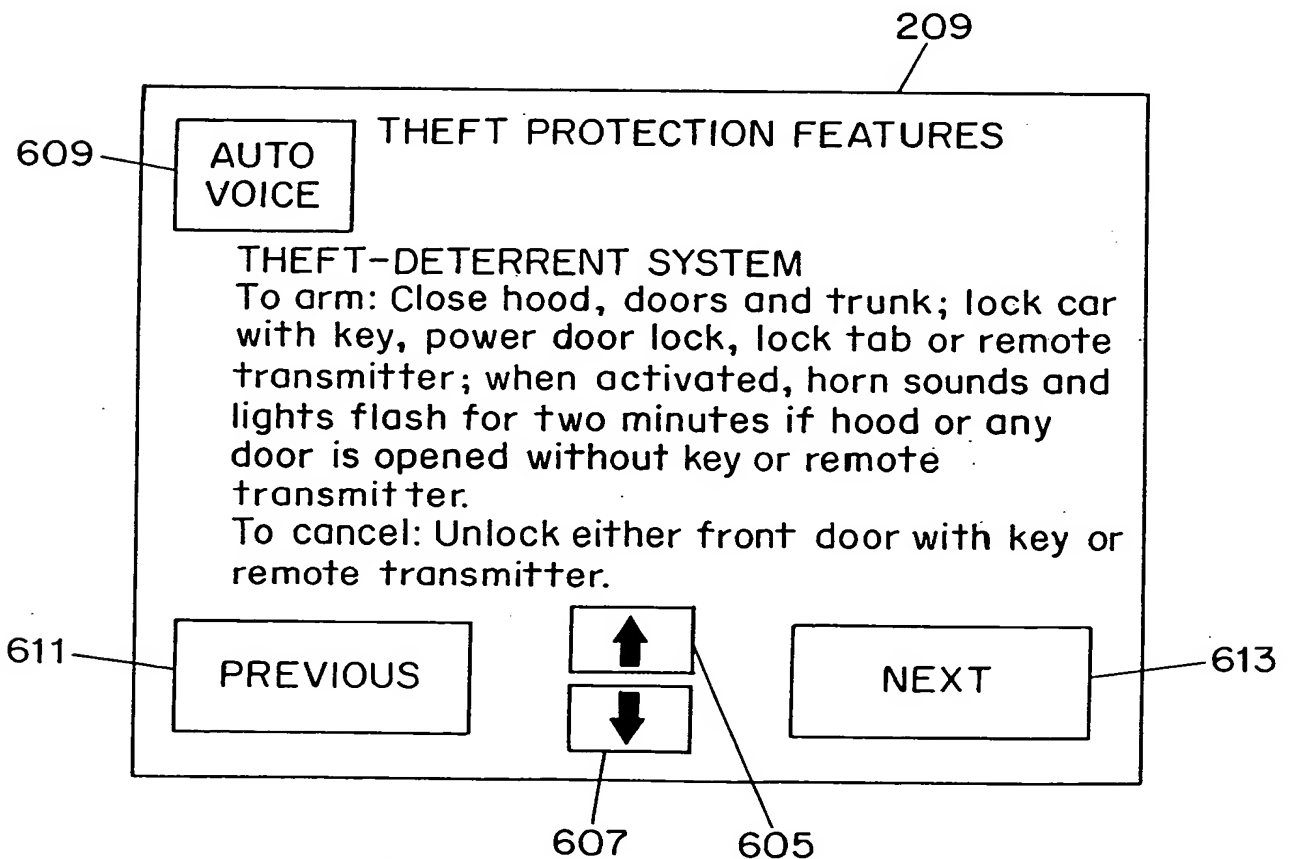 209
THEFT PROTECTION FEATURES
609
AUTO
VOICE
THEFT-DETERRENT SYSTEM
To arm: Close hood, doors and trunk; lock car
with key, power door lock, lock tab or remote
transmitter; when activated, horn sounds and
lights flash for two minutes if hood or any
door is opened without key or remote
transmitter.
To cancel: Unlock either front door with key or
remote transmitter.
611
PREVIOUS
NEXT
613
607
605